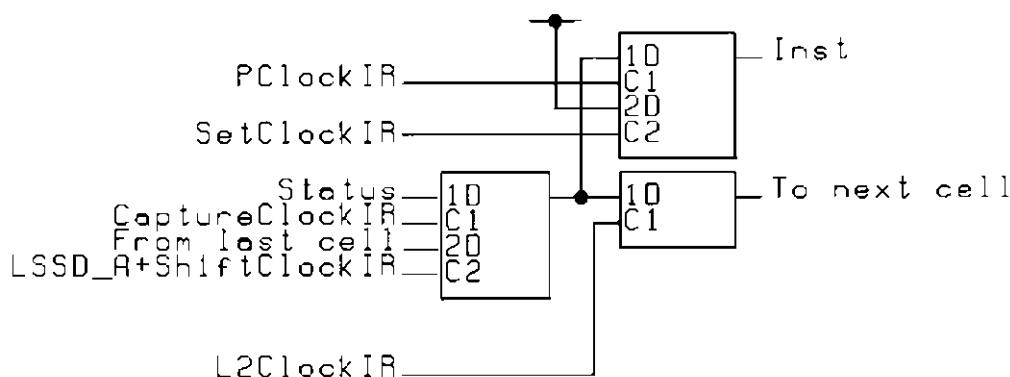 1D Inst
PClockIR C1
2D
SetClockIR C2
Status 1D 1D To next cell
CaptureClockIR C1 C1
From last cell 2D
LSSD_A+ShiftClockIR C2
L2ClockIR